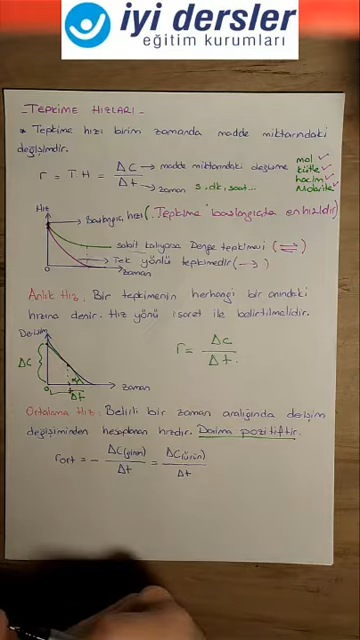 iyi dersler
eğitim kurumları
- TEPKİME HIZLARI -
* Tepkime hızı birim zamanda madde miktarındaki
değişimdir.
r = TH = ΔC/Δt → madde miktarındaki değişme
→ zaman s, dk, saat...
mol ✓
kütle ✓
hacim ✓
Molarite ✓
Hız
Başlangıç hızı (Tepkime başlangıçta en hızlıdır)
sabit kalıyorsa Denge tepkimesi (⇌)
Tek yönlü tepkimedir (→)
0
zaman
Anlık Hız: Bir tepkimenin herhangi bir anındaki
hızına denir. Hız yönü işaret ile belirtilmelidir.
Derişim
ΔC
0
Δt
zaman
r = ΔC/Δt.
Ortalama Hız: Belirli bir zaman aralığında derişim
değişiminden hesaplanan hızdır. Daima pozitiftir.
rort = - ΔC(giren)/Δt = ΔC(ürün)/Δt